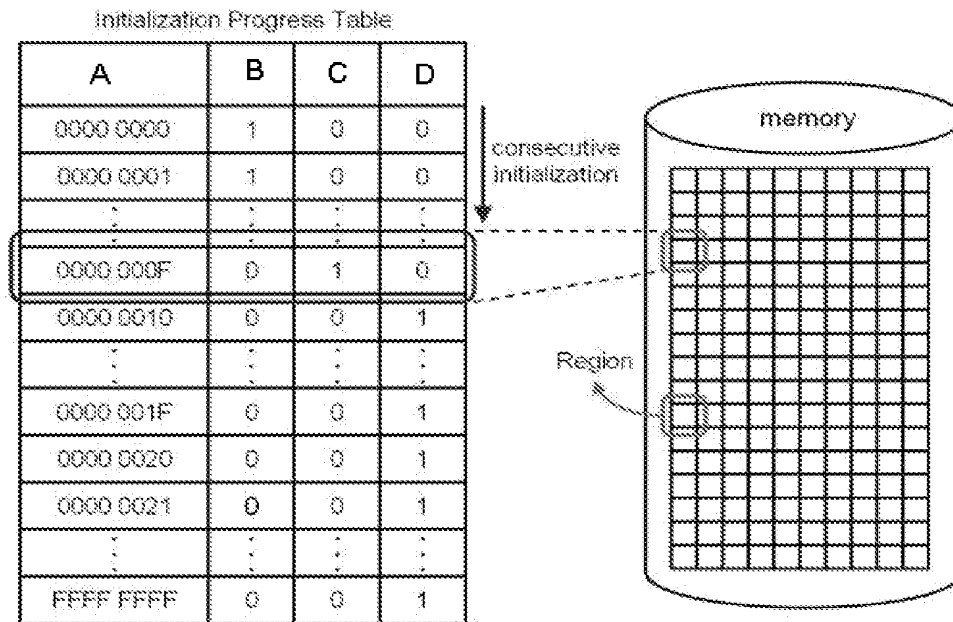 Initialization Progress Table
A B C D
0000 0000 1 0 0
0000 0001 1 0 0
0000 000F 0 1 0
0000 0010 0 0 1
0000 001F 0 0 1
0000 0020 0 0 1
0000 0021 0 0 1
FFFF FFFF 0 0 1
consecutive
initialization
memory
Region